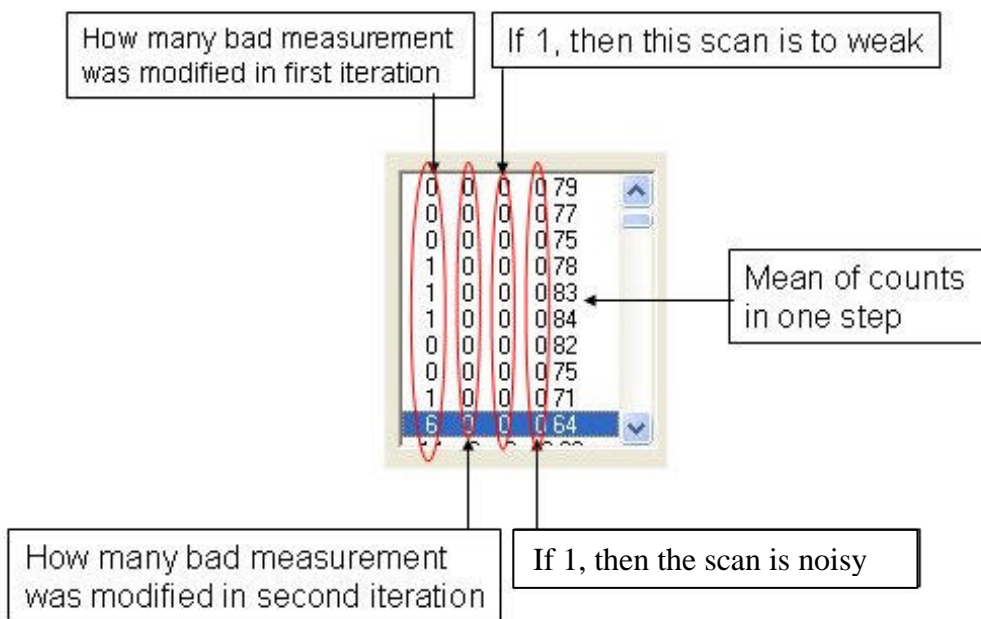 How many bad measurement
was modified in first iteration
If 1, then this scan is to weak
0 0 0 0 79
0 0 0 0 77
0 0 0 0 75
1 0 0 0 78
1 0 0 0 83
1 0 0 0 84
0 0 0 0 82
0 0 0 0 75
1 0 0 0 71
6 0 0 0 64
Mean of counts
in one step
How many bad measurement
was modified in second iteration
If 1, then the scan is noisy